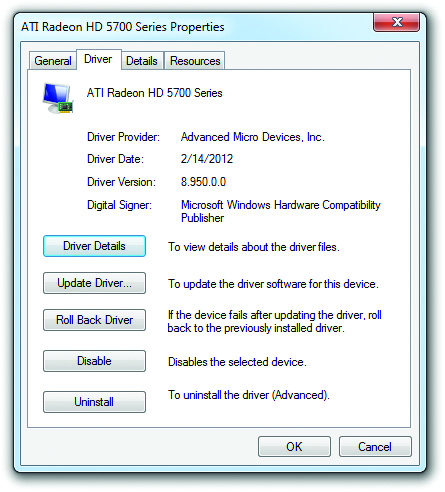 ATI Radeon HD 5700 Series Properties
General Driver Details Resources
ATI Radeon HD 5700 Series
Driver Provider: Advanced Micro Devices, Inc.
Driver Date: 2/14/2012
Driver Version: 8.950.0.0
Digital Signer: Microsoft Windows Hardware Compatibility
Publisher
Driver Details To view details about the driver files.
Update Driver... To update the driver software for this device.
Roll Back Driver If the device fails after updating the driver, roll
back to the previously installed driver.
Disable Disables the selected device.
Uninstall To uninstall the driver (Advanced).
OK Cancel